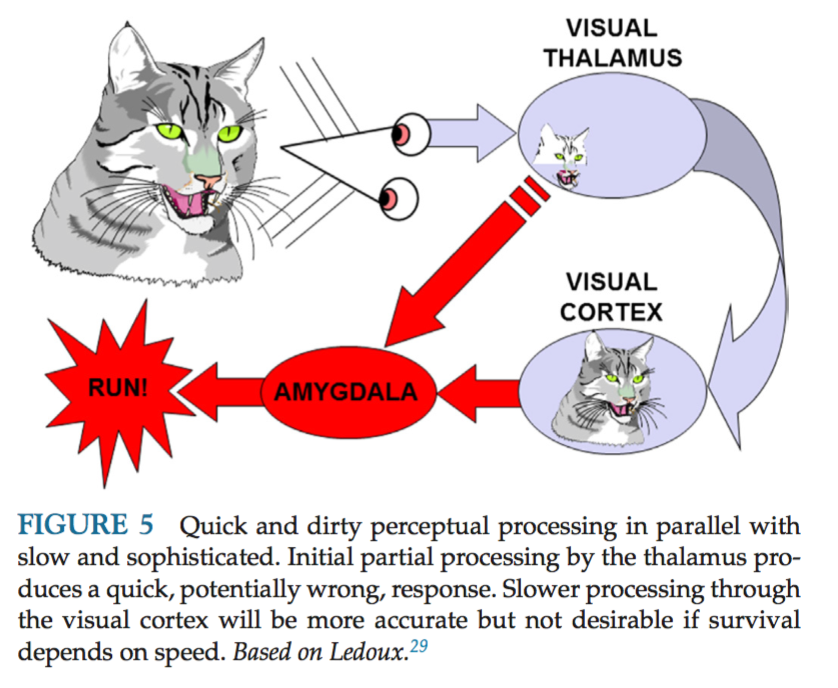 VISUAL
THALAMUS
VISUAL
CORTEX
RUN!
AMYGDALA
FIGURE 5 Quick and dirty perceptual processing in parallel with
slow and sophisticated. Initial partial processing by the thalamus pro-
duces a quick, potentially wrong, response. Slower processing through
the visual cortex will be more accurate but not desirable if survival
depends on speed. Based on Ledoux.29